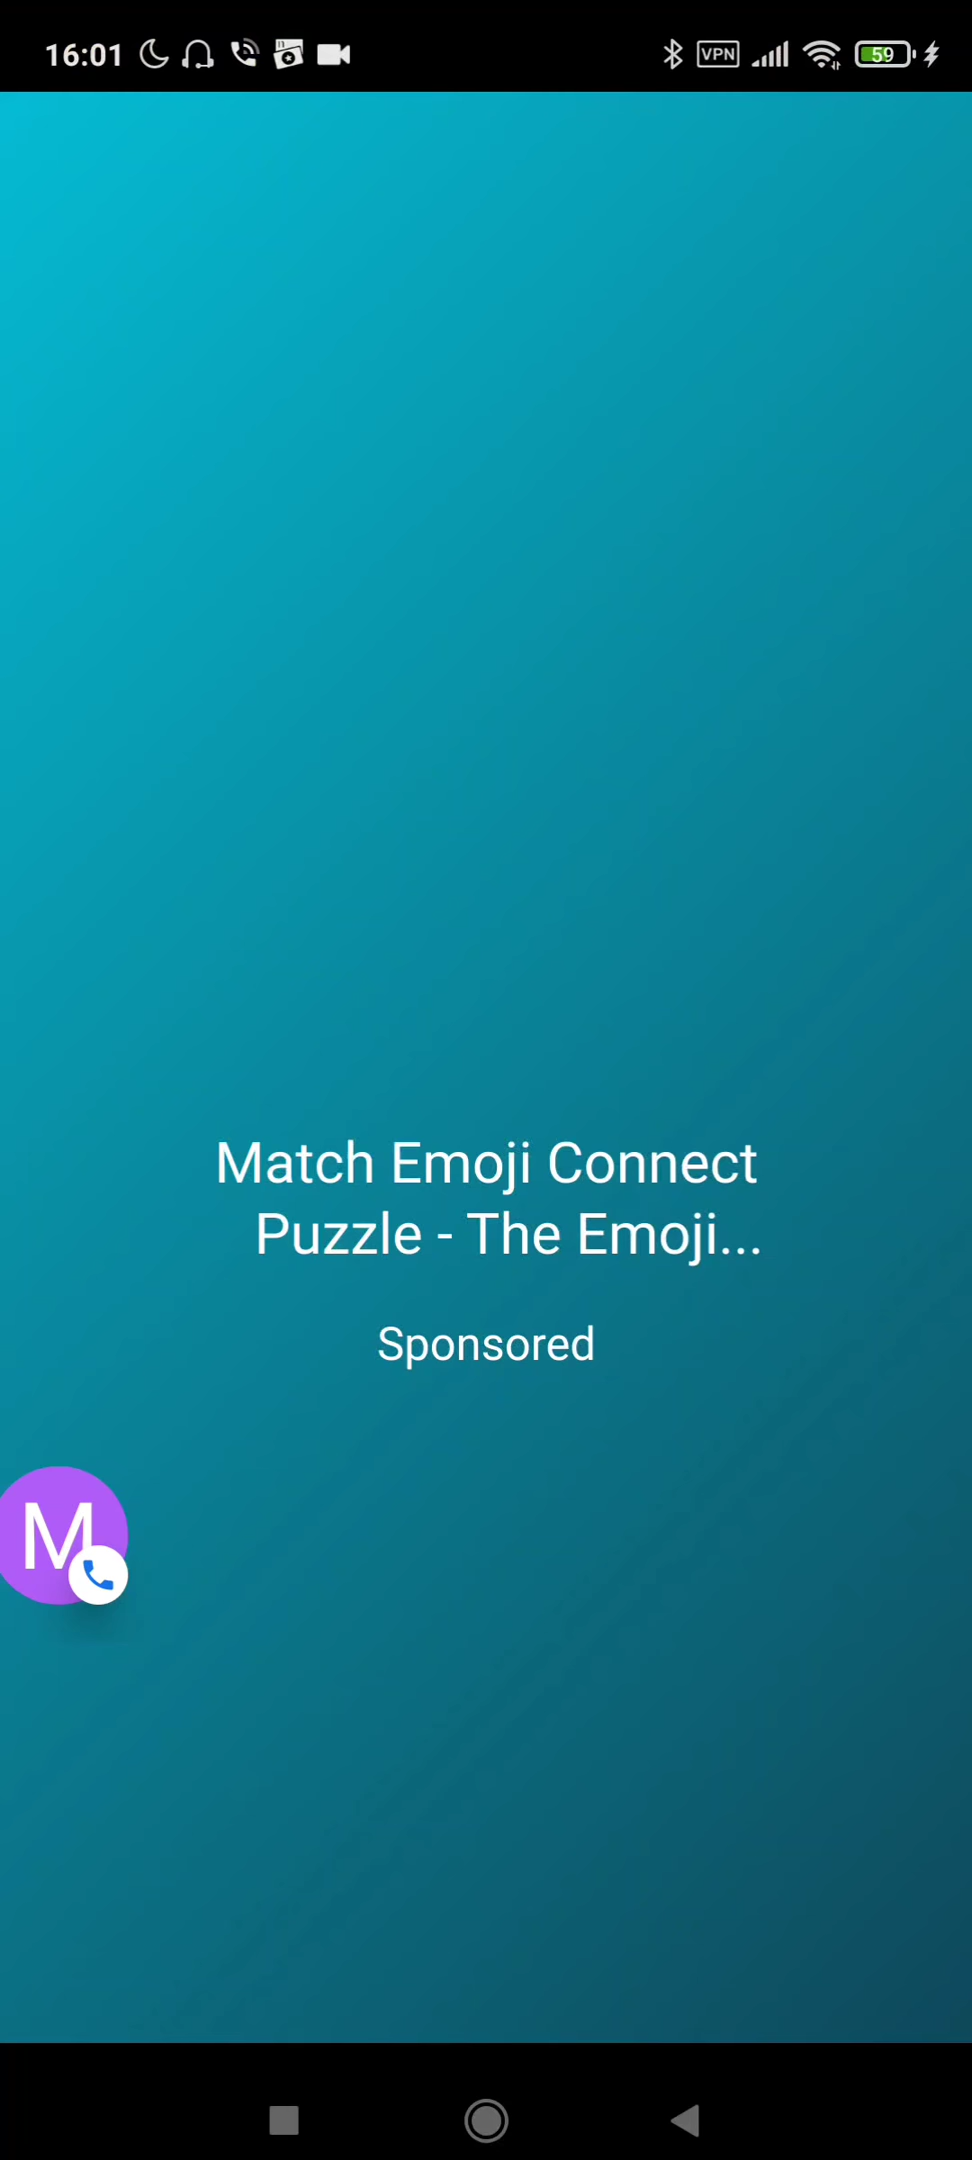 16:01 VPN 59
Match Emoji Connect
Puzzle - The Emoji...
Sponsored
M